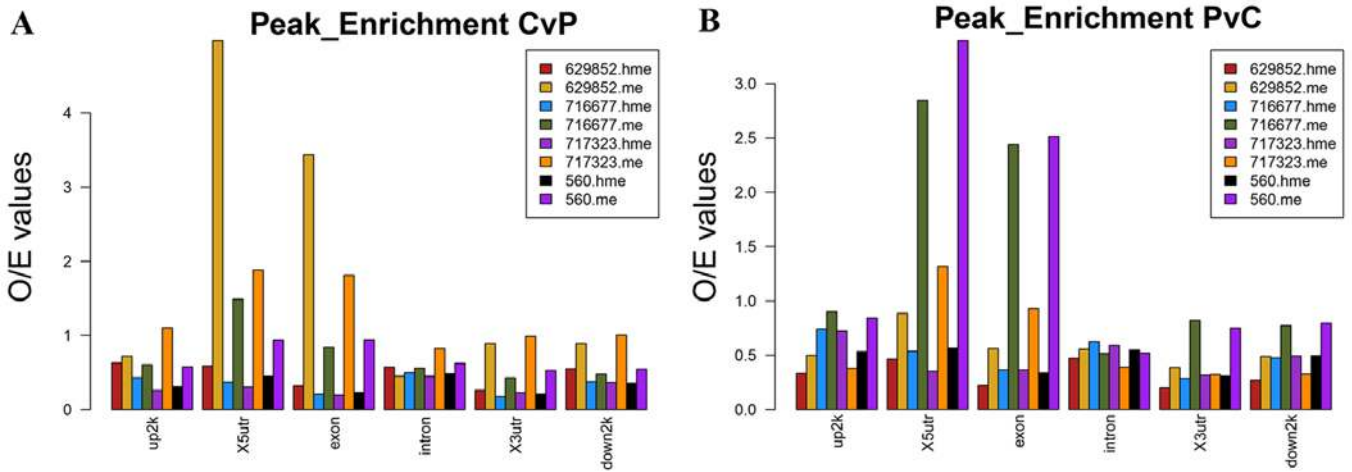 A
Peak_Enrichment CvP
629852.hme
629852.me
716677.hme
716677.me
717323.hme
717323.me
560.hme
560.me
O/E values
4
3
2
1
0
up2k
X5utr
exon
intron
X3utr
down2k
B
Peak_Enrichment PvC
629852.hme
629852.me
716677.hme
716677.me
717323.hme
717323.me
560.hme
560.me
O/E values
3.0
2.5
2.0
1.5
1.0
0.5
0.0
up2k
X5utr
exon
intron
X3utr
down2k